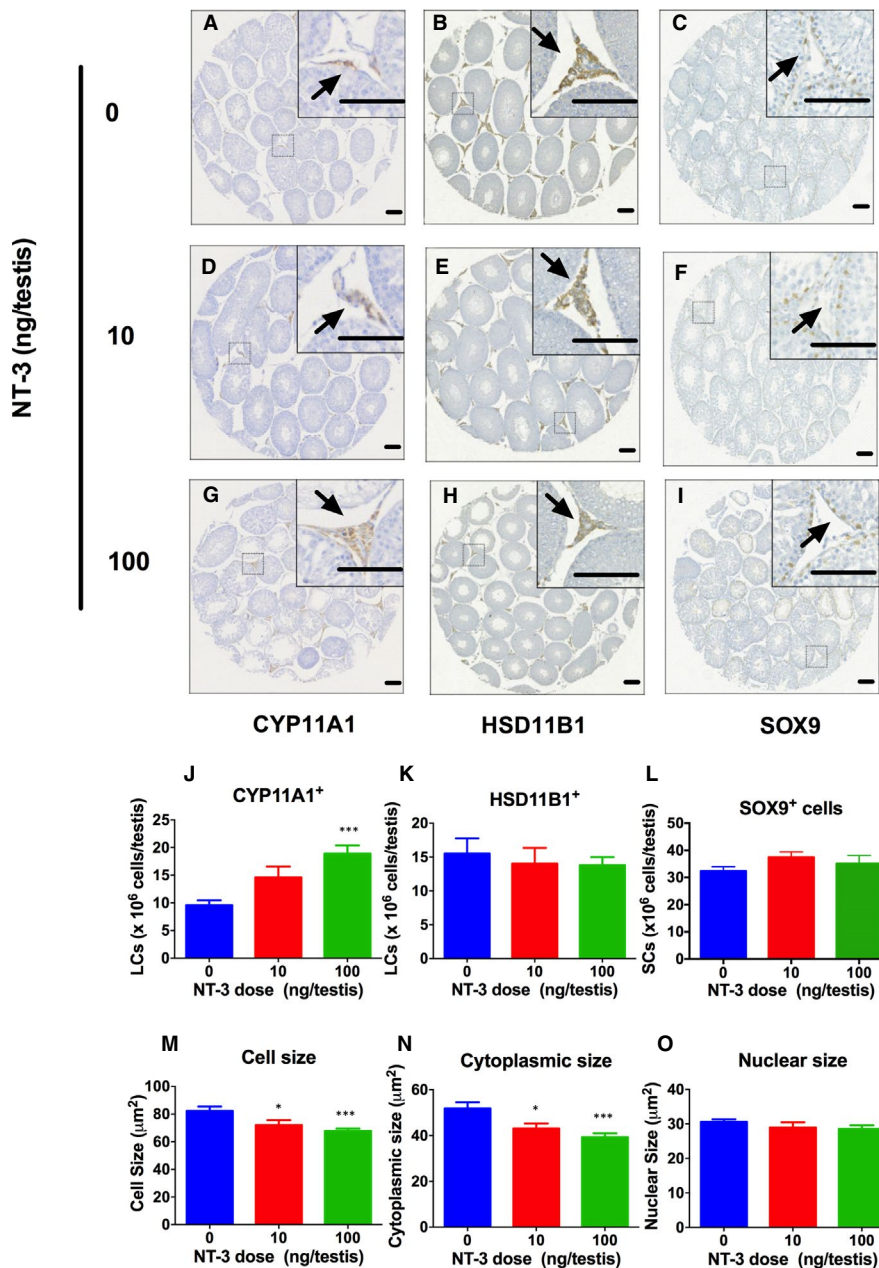 A
B
C
0
D
E
F
10
G
H
I
100
NT-3 (ng/testis)
CYP11A1
HSD11B1
SOX9
J
CYP11A1⁺
25
20
15
10
5
0
LCs (x 10⁶ cells/testis)
***
0 10 100
NT-3 dose (ng/testis)
K
HSD11B1⁺
20
15
10
5
0
LCs (x 10⁶ cells/testis)
0 10 100
NT-3 dose (ng/testis)
L
SOX9⁺ cells
50
40
30
20
10
0
SCs (x10⁶ cells/testis)
0 10 100
NT-3 dose (ng/testis)
M
Cell size
100
80
60
40
20
0
Cell Size (μm²)
*
***
0 10 100
NT-3 dose (ng/testis)
N
Cytoplasmic size
60
40
20
0
Cytoplasmic size (μm²)
*
***
0 10 100
NT-3 dose (ng/testis)
O
Nuclear size
40
30
20
10
0
Nuclear Size (μm²)
0 10 100
NT-3 dose (ng/testis)